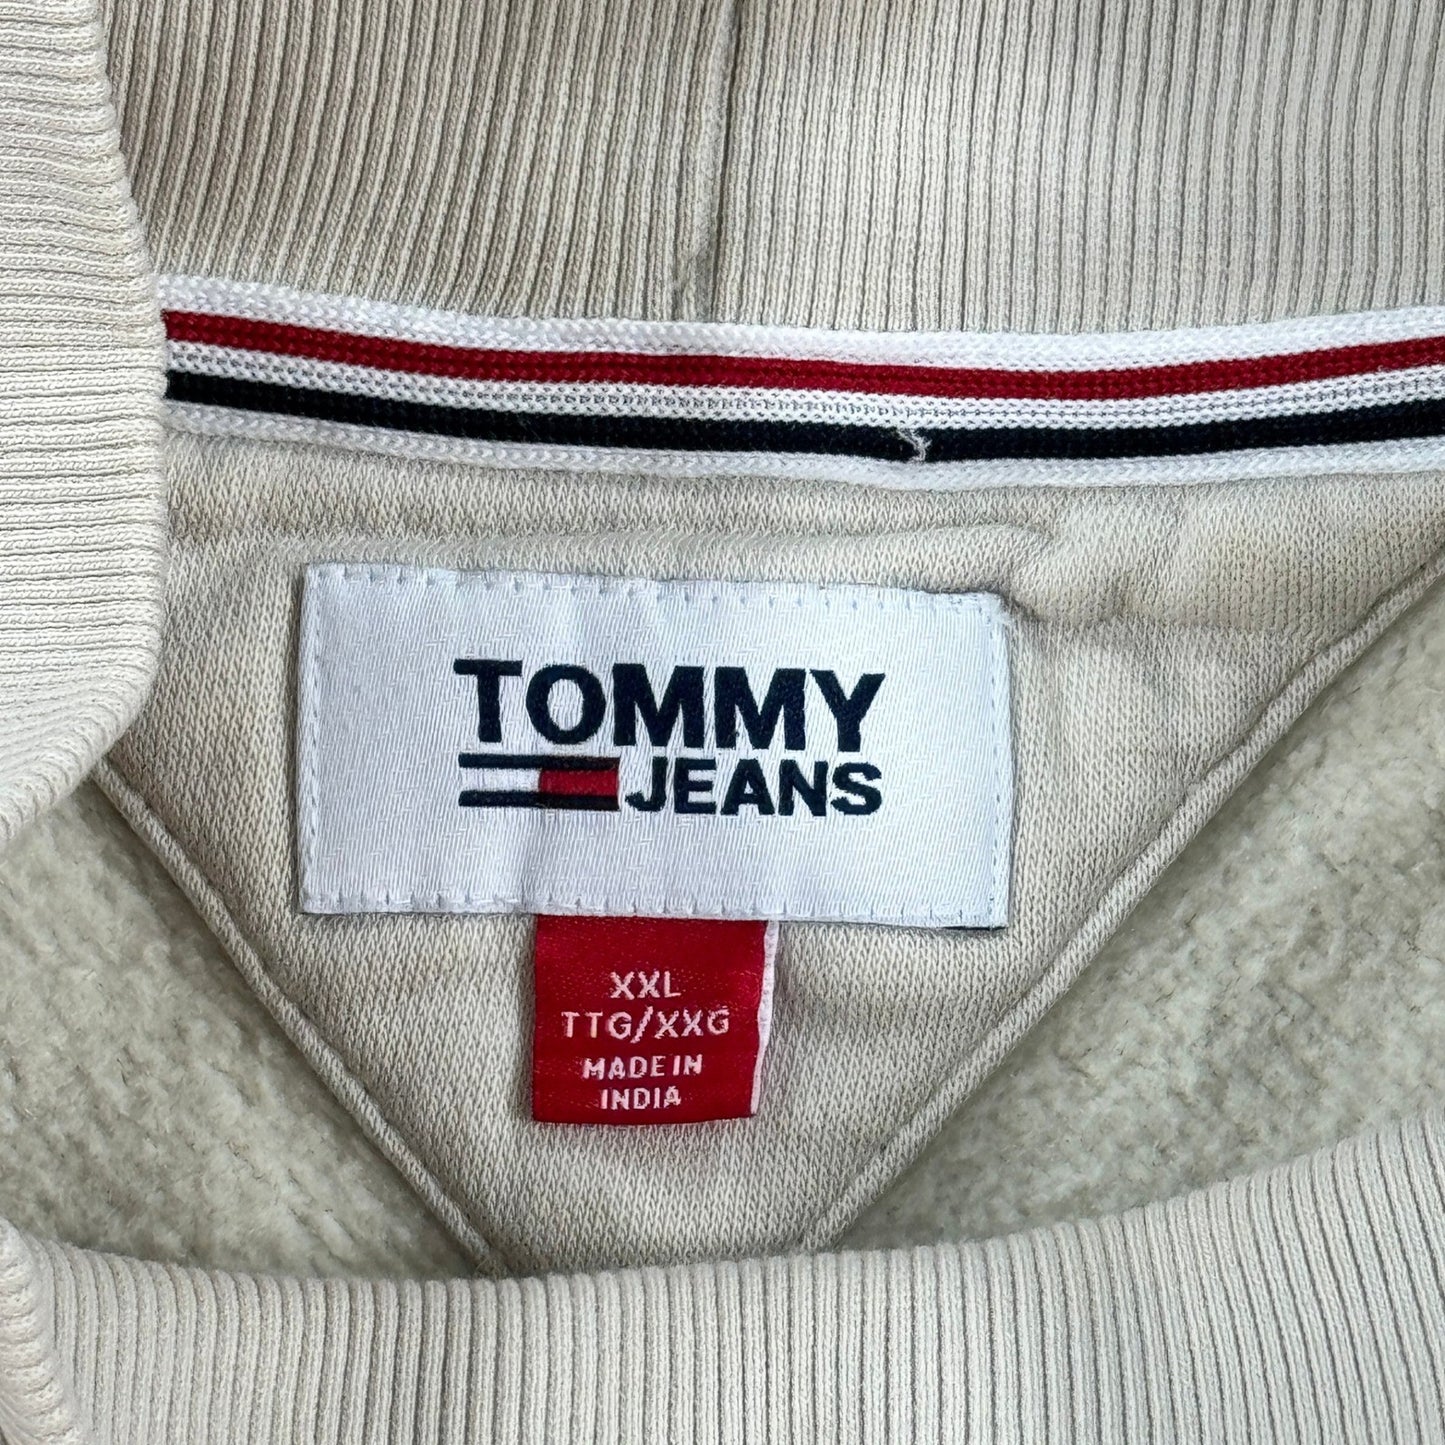 TOMMY
JEANS
XXL
TTG/XXG
MADE IN
INDIA